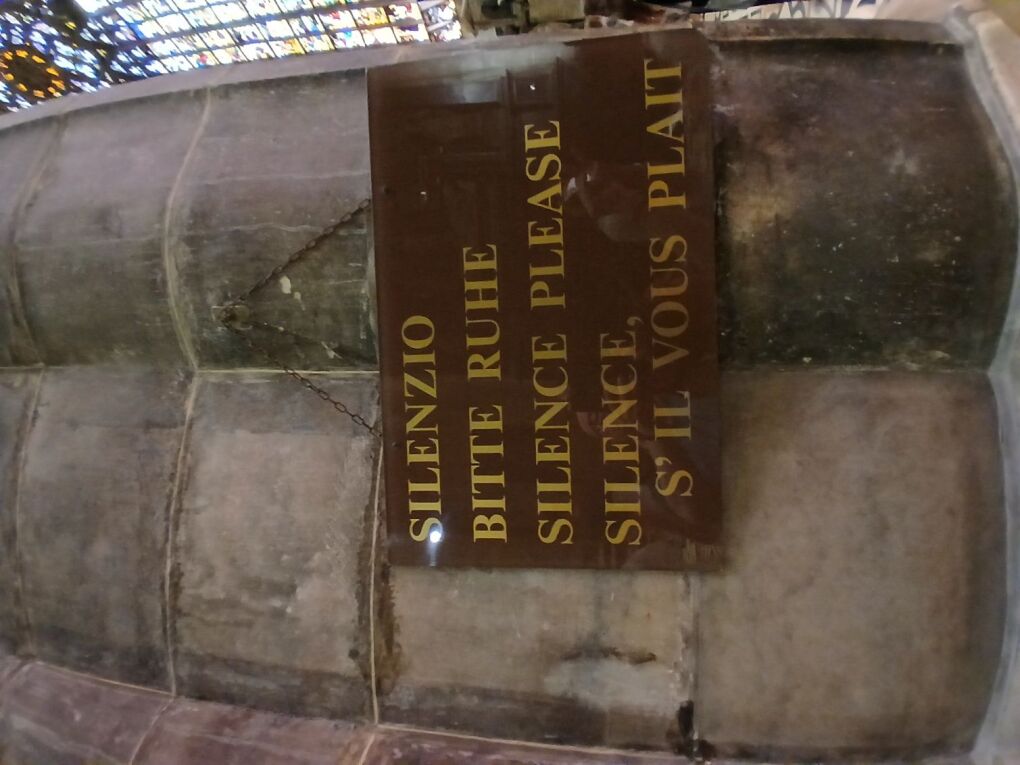 SILENZIO
BITTE RUHE
SILENCE PLEASE
SILENCE,
S' IL VOUS PLAIT